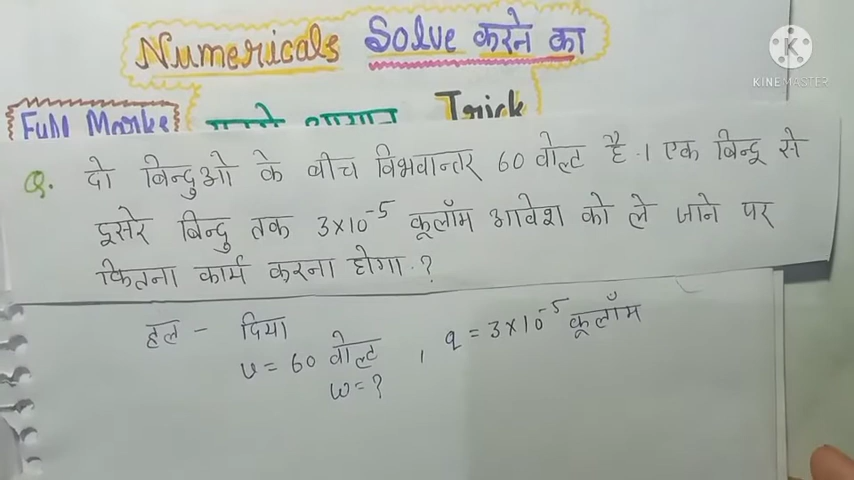 Numericals Solve करने का
KINEMASTER
Full Marke Trick
Q. दो बिन्दुओ के बीच विभवान्तर 60 वोल्ट है। एक बिन्दू से
दूसरे बिन्दु तक 3×10⁻⁵ कूलॉम आवेश को ले जाने पर
कितना कार्य करना होगा?
हल - दिया
v = 60 वोल्ट , q = 3×10⁻⁵ कूलॉम
w = ?